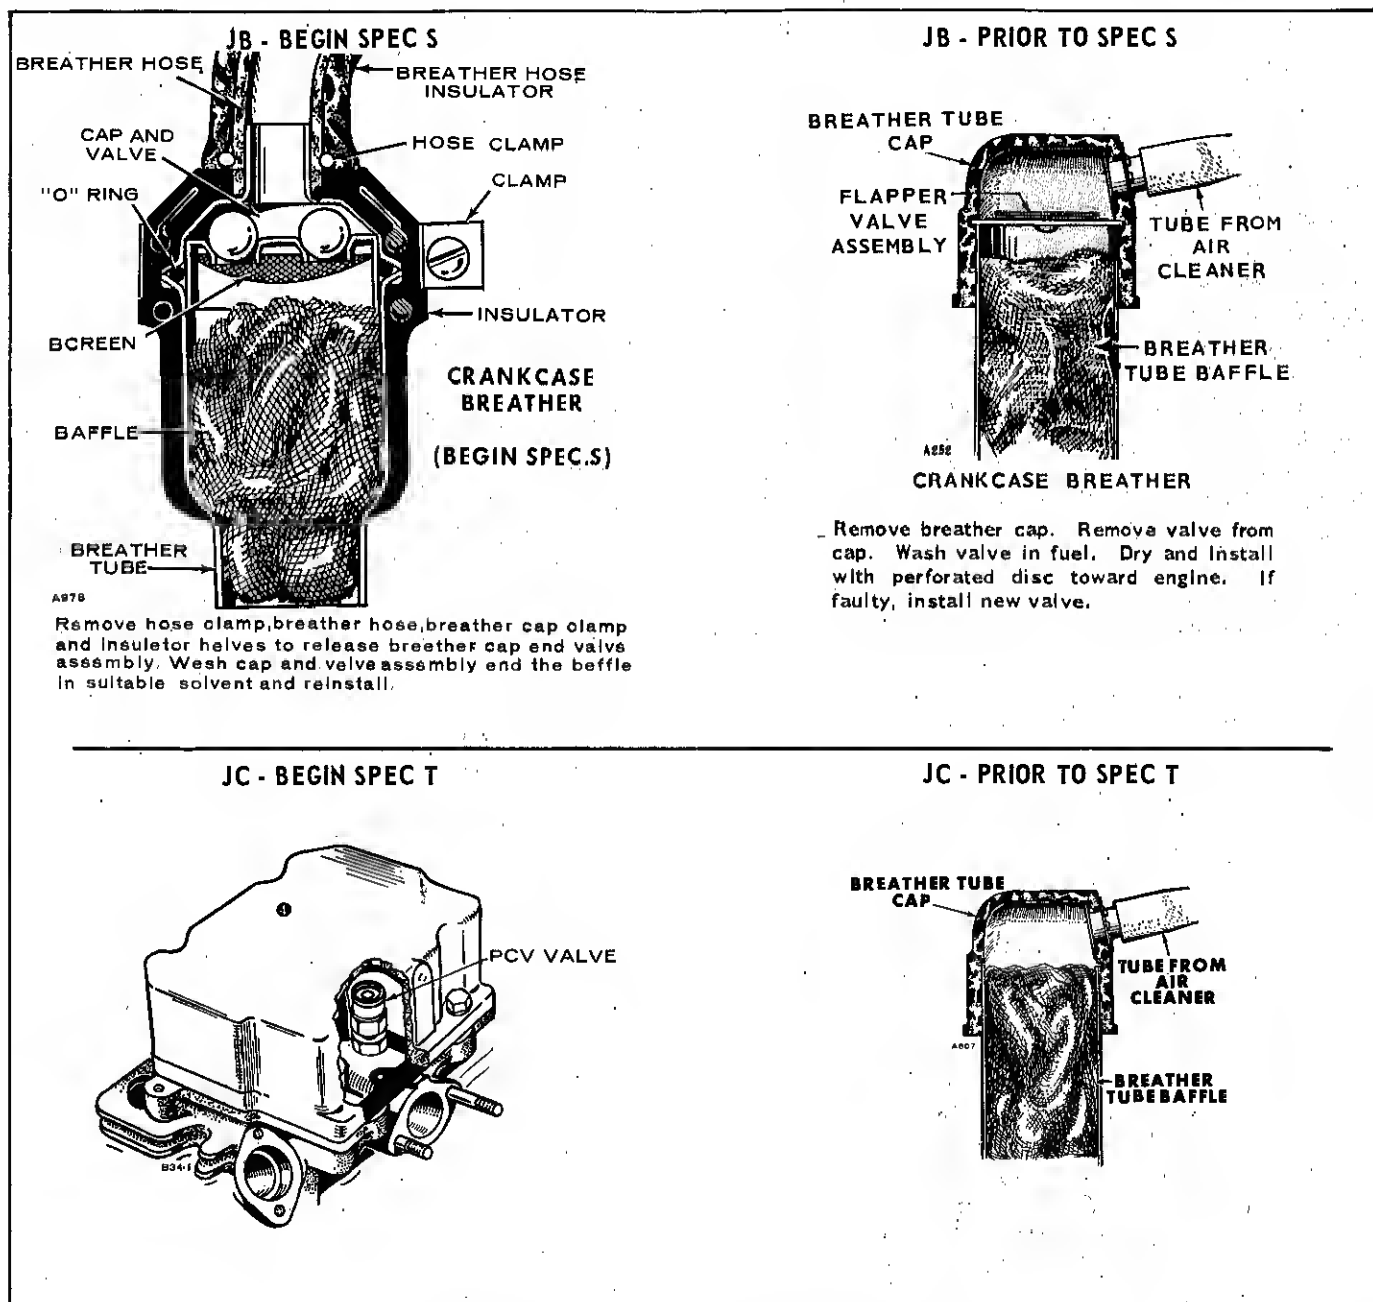 JB - BEGIN SPEC S
BREATHER HOSE
BREATHER HOSE
INSULATOR
CAP AND
VALVE
HOSE CLAMP
"O" RING
CLAMP
INSULATOR
BCREEN
CRANKCASE
BREATHER
(BEGIN SPEC.S)
BAFFLE
BREATHER
TUBE
A978
Remove hose clamp,breather hose,breather cap clamp
and insuletor helves to release breether cap end valve
assembly. Wesh cap and velve assembly end the beffle
in suitable solvent and reinstall.
JB - PRIOR TO SPEC S
BREATHER TUBE
CAP
FLAPPER
VALVE
ASSEMBLY
TUBE FROM
AIR
CLEANER
BREATHER
TUBE BAFFLE
A252
CRANKCASE BREATHER
Remove breather cap. Remove valve from
cap. Wash valve in fuel. Dry and install
with perforated disc toward engine. If
faulty, install new valve.
JC - BEGIN SPEC T
PCV VALVE
JC - PRIOR TO SPEC T
BREATHER TUBE
CAP
TUBE FROM
AIR
CLEANER
A807
BREATHER
TUBE BAFFLE